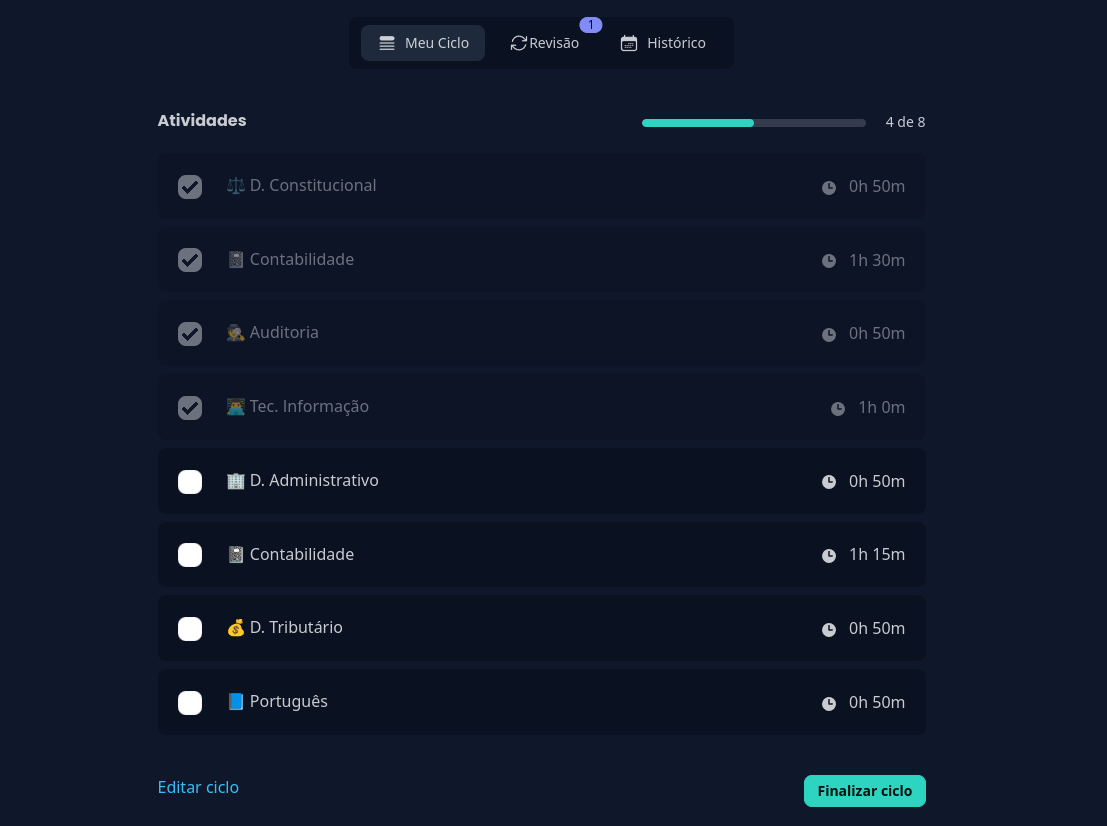 Meu Ciclo
Revisão
1
Histórico
Atividades
4 de 8
D. Constitucional
0h 50m
Contabilidade
1h 30m
Auditoria
0h 50m
Tec. Informação
1h 0m
D. Administrativo
0h 50m
Contabilidade
1h 15m
D. Tributário
0h 50m
Português
0h 50m
Editar ciclo
Finalizar ciclo